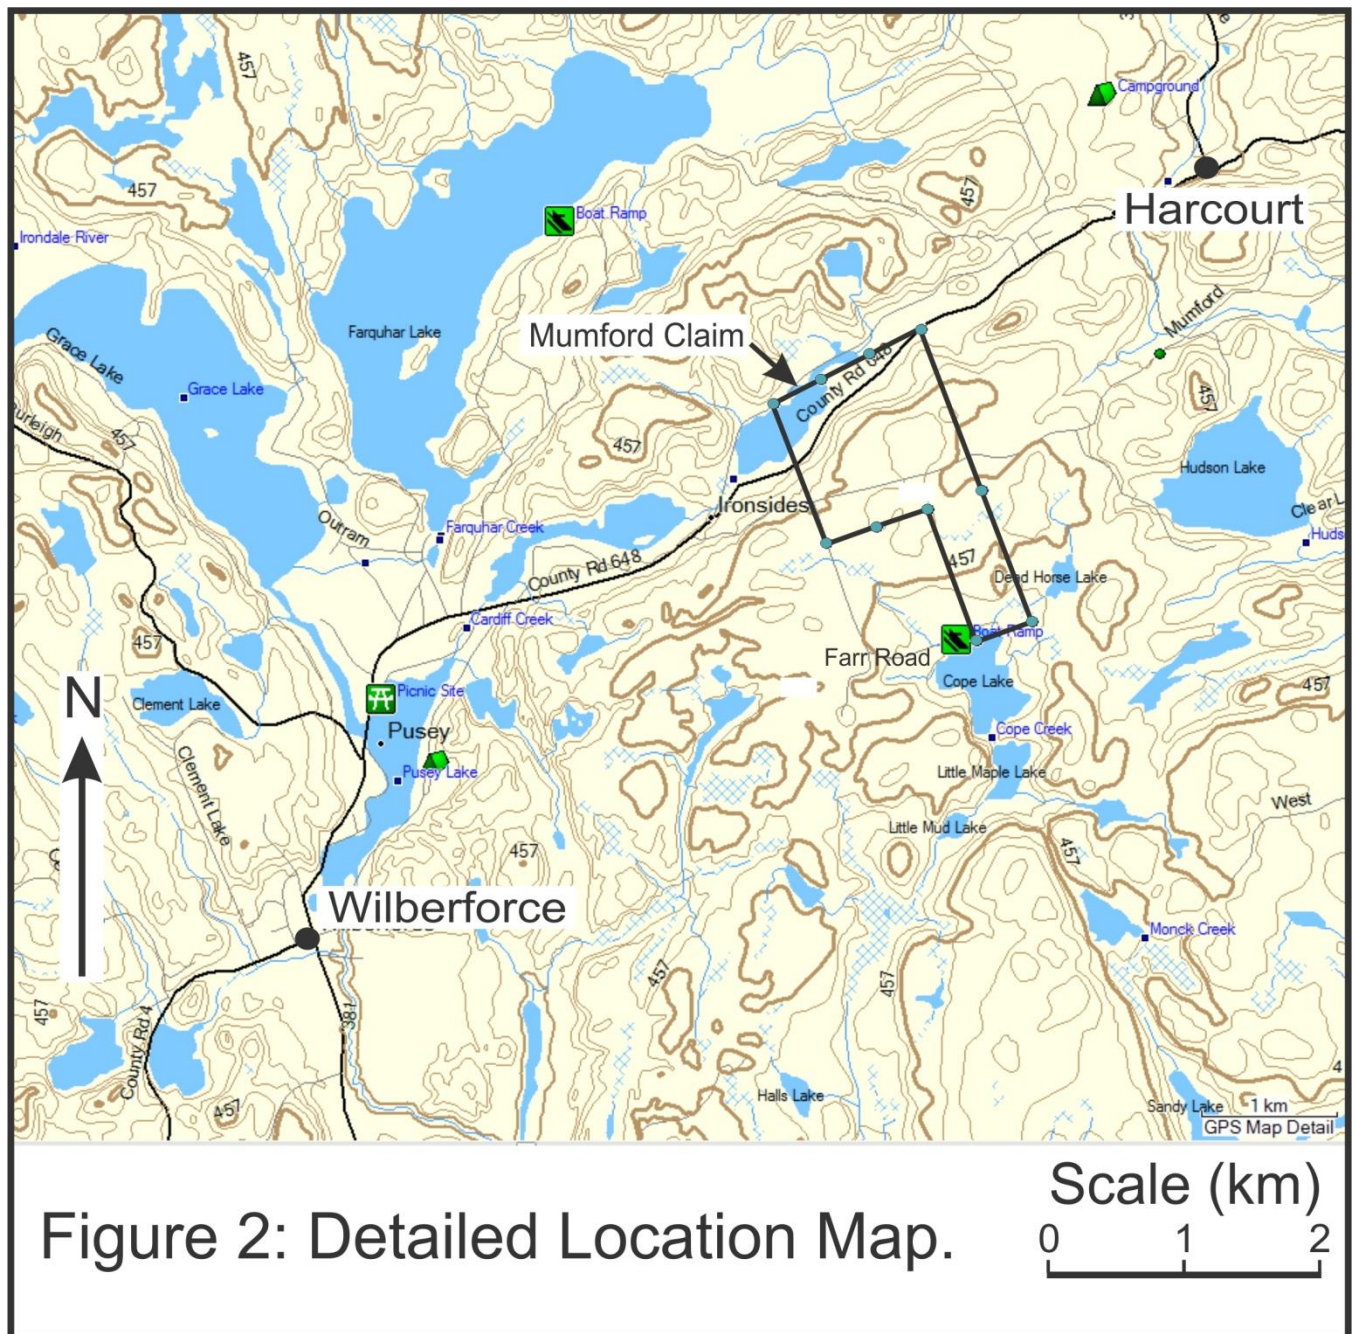 457
Campground
457
457
Harcourt
Irondale River
Boat Ramp
Mumford
Farquhar Lake
Mumford Claim
Grace Lake
Grace Lake
County Rd 648
457
457
457
Hudson Lake
Ironsides
Outram
Farquhar Creek
County Rd 648
457
Dead Horse Lake
Cardiff Creek
Boat Ramp
457
Farr Road
N
Picnic Site
Cope Lake
457
Clement Lake
Pusey
Cope Creek
Clement Lake
Pusey Lake
Little Maple Lake
West
457
Little Mud Lake
457
Wilberforce
Monck Creek
457
457
457
381
County Rd 4
457
Halls Lake
Sandy Lake
1 km
GPS Map Detail
Figure 2: Detailed Location Map.
Scale (km)
0 1 2